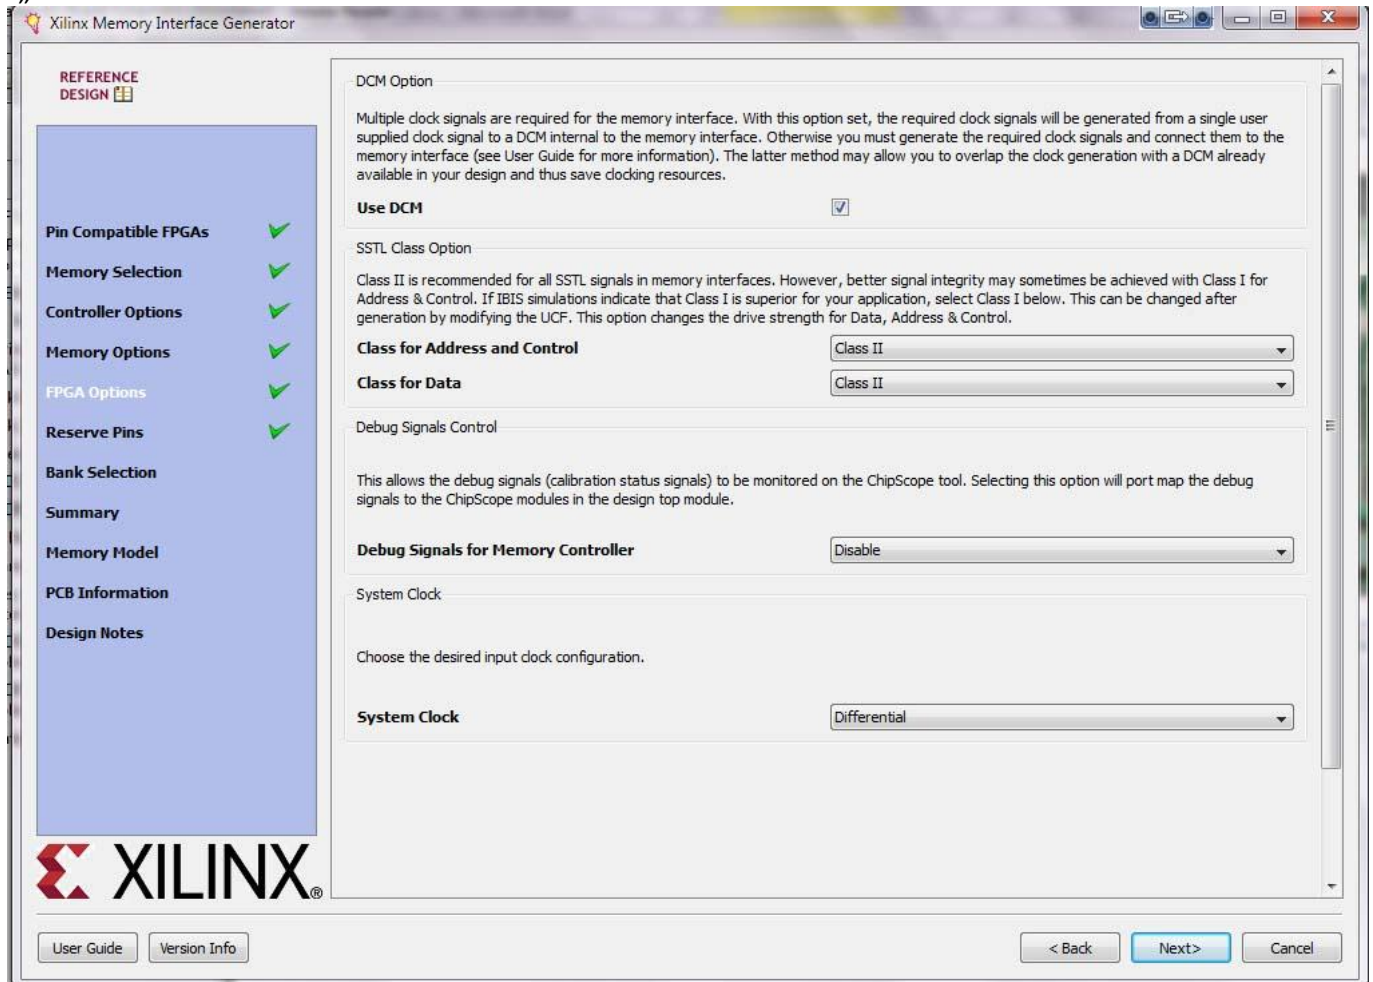 ”
Xilinx Memory Interface Generator
REFERENCE
DESIGN
Pin Compatible FPGAs
Memory Selection
Controller Options
Memory Options
FPGA Options
Reserve Pins
Bank Selection
Summary
Memory Model
PCB Information
Design Notes
XILINX®
DCM Option
Multiple clock signals are required for the memory interface. With this option set, the required clock signals will be generated from a single user
supplied clock signal to a DCM internal to the memory interface. Otherwise you must generate the required clock signals and connect them to the
memory interface (see User Guide for more information). The latter method may allow you to overlap the clock generation with a DCM already
available in your design and thus save clocking resources.
Use DCM
SSTL Class Option
Class II is recommended for all SSTL signals in memory interfaces. However, better signal integrity may sometimes be achieved with Class I for
Address & Control. If IBIS simulations indicate that Class I is superior for your application, select Class I below. This can be changed after
generation by modifying the UCF. This option changes the drive strength for Data, Address & Control.
Class for Address and Control Class II
Class for Data Class II
Debug Signals Control
This allows the debug signals (calibration status signals) to be monitored on the ChipScope tool. Selecting this option will port map the debug
signals to the ChipScope modules in the design top module.
Debug Signals for Memory Controller Disable
System Clock
Choose the desired input clock configuration.
System Clock Differential
User Guide Version Info < Back Next> Cancel